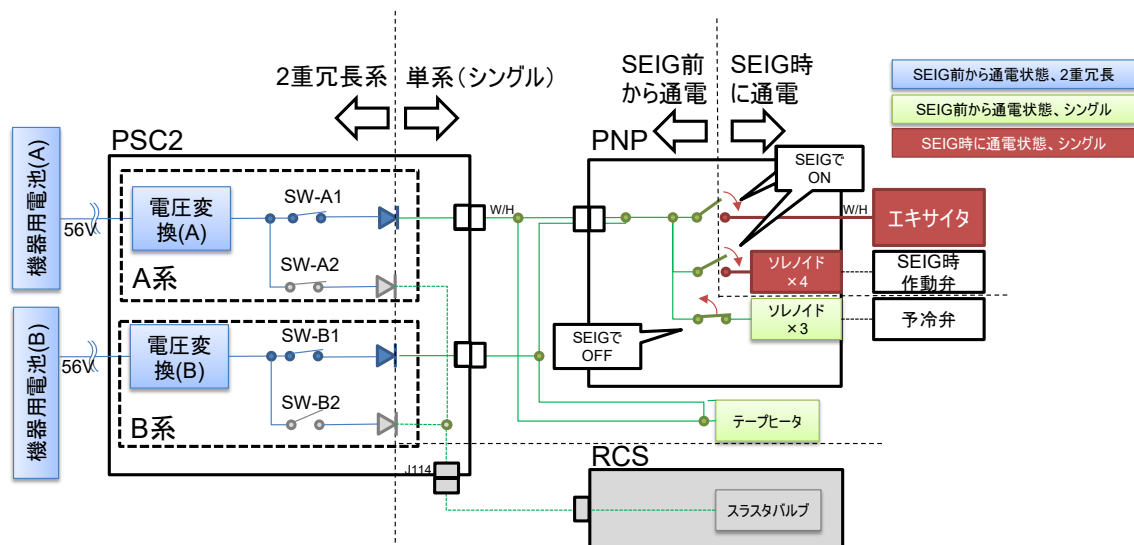 2重冗長系
単系（シングル）
SEIG前
から通電
SEIG時
に通電
SEIG前から通電状態、2重冗長
SEIG前から通電状態、シングル
SEIG時に通電状態、シングル
PSC2
PNP
機器用電池(A)
56V
電圧変
換(A)
SW-A1
SW-A2
A系
W/H
SEIGで
ON
W/H
エキサイタ
ソレノイド
×4
SEIG時
作動弁
ソレノイド
×3
予冷弁
SEIGで
OFF
機器用電池(B)
56V
電圧変
換(B)
SW-B1
SW-B2
B系
テープヒータ
J114
RCS
スラスタバルブ